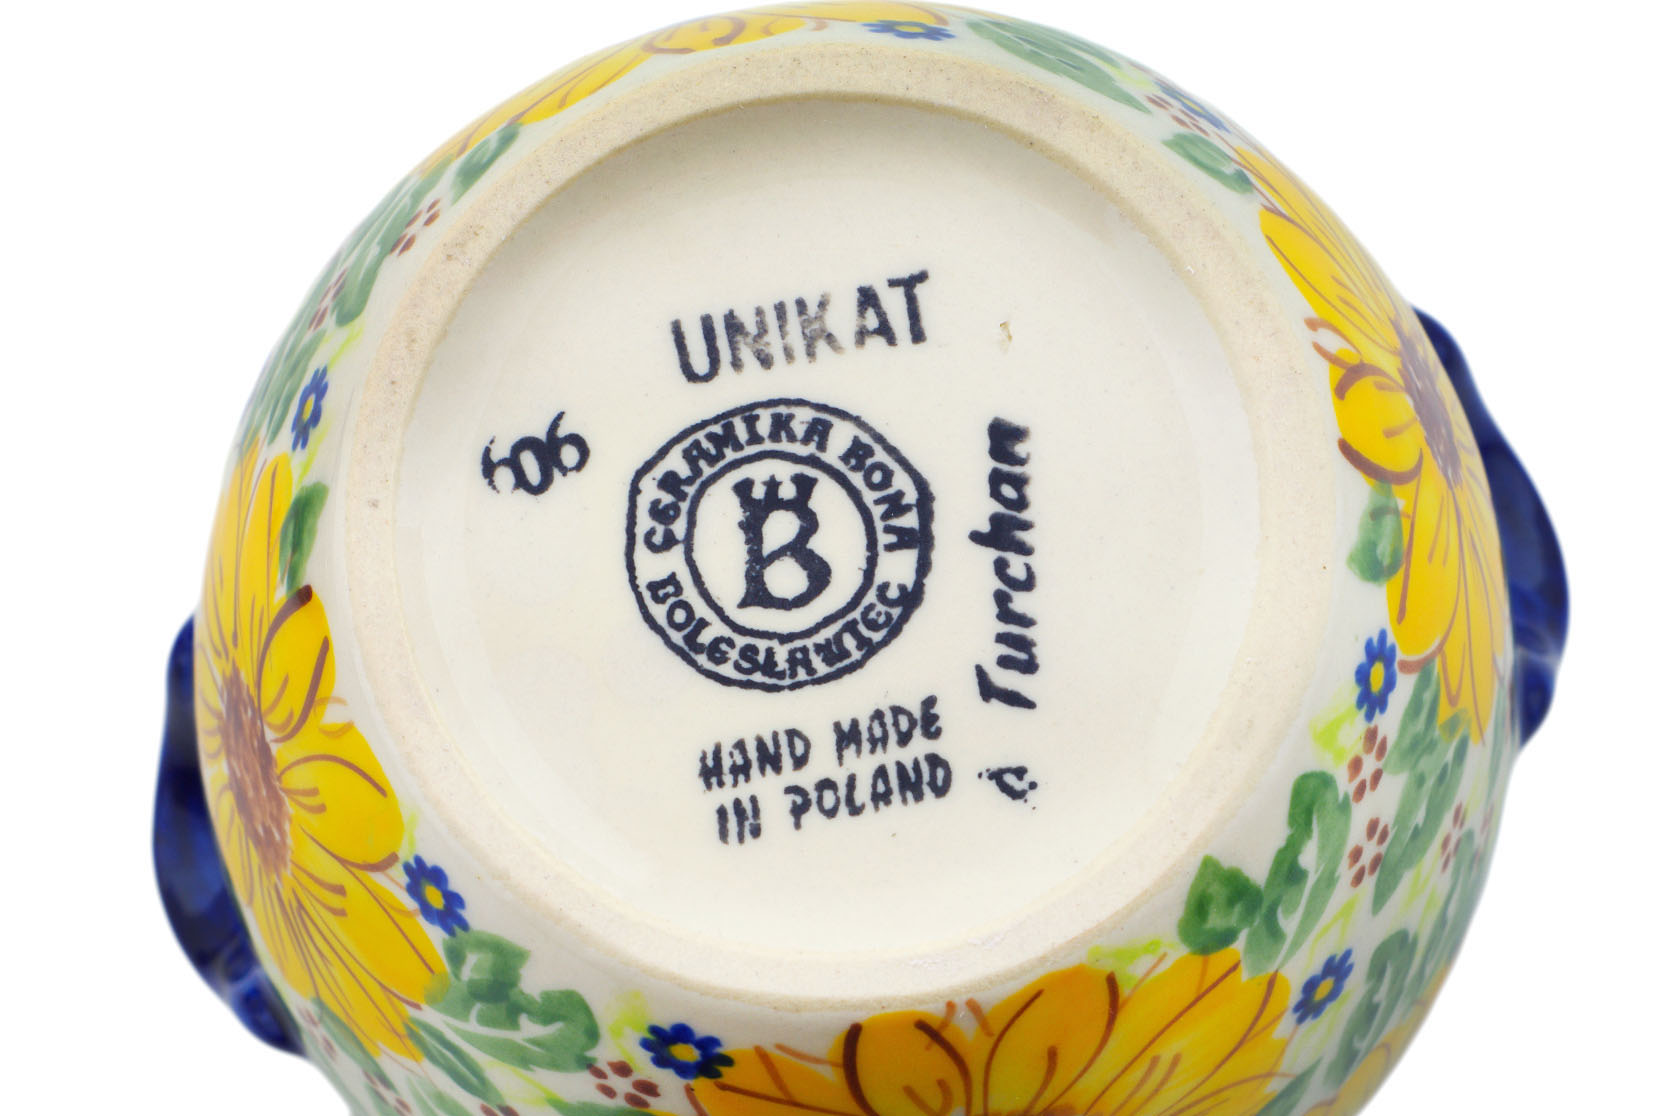 UNIKAT
606
CERAMIKA BONA
BOLESŁAWIEC
B
HAND MADE
IN POLAND
Turchan